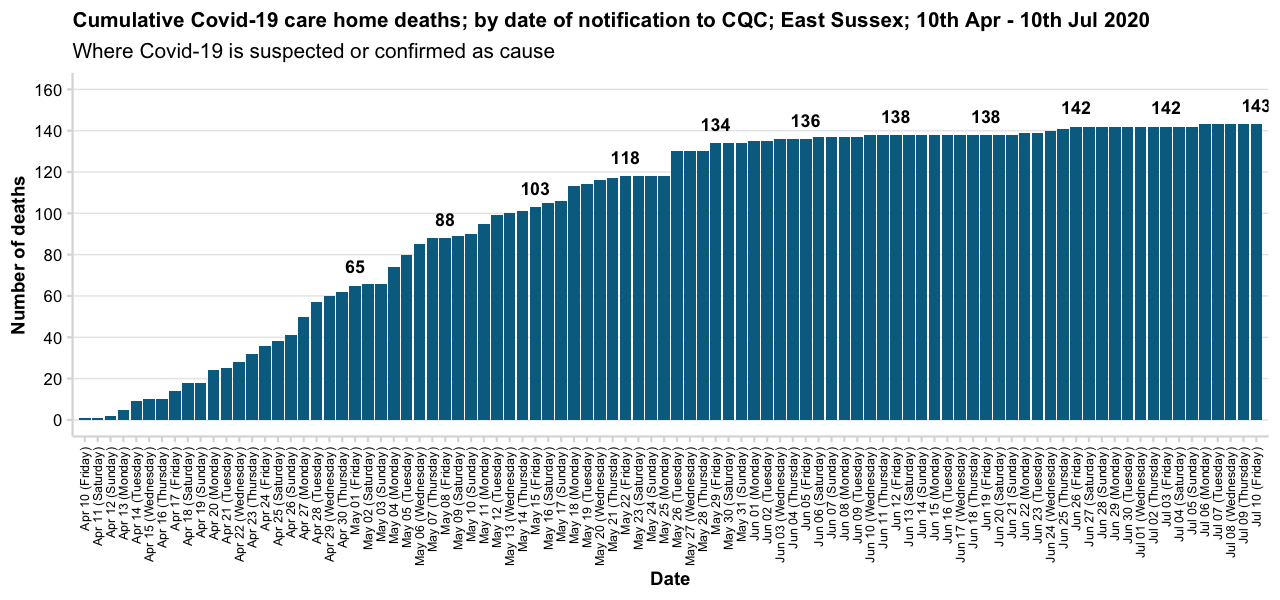 Cumulative Covid-19 care home deaths; by date of notification to CQC; East Sussex; 10th Apr - 10th Jul 2020
Where Covid-19 is suspected or confirmed as cause
Number of deaths
160
140
120
100
80
60
40
20
0
65
88
103
118
134
136
138
138
142
142
143
Apr 10 (Friday)
Apr 11 (Saturday)
Apr 12 (Sunday)
Apr 13 (Monday)
Apr 14 (Tuesday)
Apr 15 (Wednesday)
Apr 16 (Thursday)
Apr 17 (Friday)
Apr 18 (Saturday)
Apr 19 (Sunday)
Apr 20 (Monday)
Apr 21 (Tuesday)
Apr 22 (Wednesday)
Apr 23 (Thursday)
Apr 24 (Friday)
Apr 25 (Saturday)
Apr 26 (Sunday)
Apr 27 (Monday)
Apr 28 (Tuesday)
Apr 29 (Wednesday)
Apr 30 (Thursday)
May 01 (Friday)
May 02 (Saturday)
May 03 (Sunday)
May 04 (Monday)
May 05 (Tuesday)
May 06 (Wednesday)
May 07 (Thursday)
May 08 (Friday)
May 09 (Saturday)
May 10 (Sunday)
May 11 (Monday)
May 12 (Tuesday)
May 13 (Wednesday)
May 14 (Thursday)
May 15 (Friday)
May 16 (Saturday)
May 17 (Sunday)
May 18 (Monday)
May 19 (Tuesday)
May 20 (Wednesday)
May 21 (Thursday)
May 22 (Friday)
May 23 (Saturday)
May 24 (Sunday)
May 25 (Monday)
May 26 (Tuesday)
May 27 (Wednesday)
May 28 (Thursday)
May 29 (Friday)
May 30 (Saturday)
May 31 (Sunday)
Jun 01 (Monday)
Jun 02 (Tuesday)
Jun 03 (Wednesday)
Jun 04 (Thursday)
Jun 05 (Friday)
Jun 06 (Saturday)
Jun 07 (Sunday)
Jun 08 (Monday)
Jun 09 (Tuesday)
Jun 10 (Wednesday)
Jun 11 (Thursday)
Jun 12 (Friday)
Jun 13 (Saturday)
Jun 14 (Sunday)
Jun 15 (Monday)
Jun 16 (Tuesday)
Jun 17 (Wednesday)
Jun 18 (Thursday)
Jun 19 (Friday)
Jun 20 (Saturday)
Jun 21 (Sunday)
Jun 22 (Monday)
Jun 23 (Tuesday)
Jun 24 (Wednesday)
Jun 25 (Thursday)
Jun 26 (Friday)
Jun 27 (Saturday)
Jun 28 (Sunday)
Jun 29 (Monday)
Jun 30 (Tuesday)
Jul 01 (Wednesday)
Jul 02 (Thursday)
Jul 03 (Friday)
Jul 04 (Saturday)
Jul 05 (Sunday)
Jul 06 (Monday)
Jul 07 (Tuesday)
Jul 08 (Wednesday)
Jul 09 (Thursday)
Jul 10 (Friday)
Date